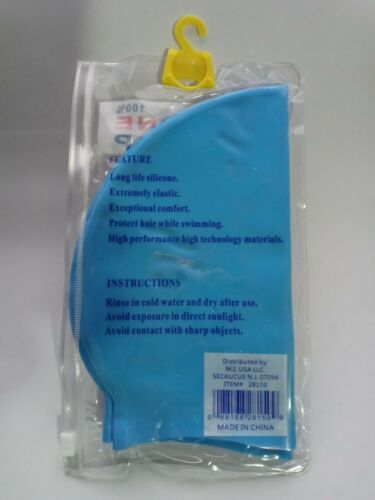 100%
FEATURE
Long life silicone.
Extremely elastic.
Exceptional comfort.
Protect hair while swimming.
High performance high technology materials.
INSTRUCTIONS
Rinse in cold water and dry after use.
Avoid exposure in direct sunlight.
Avoid contact with sharp objects.
Distributed by:
M.I. USA LLC
SECAUCUS N.J. 07094
ITEM# 28150
MADE IN CHINA